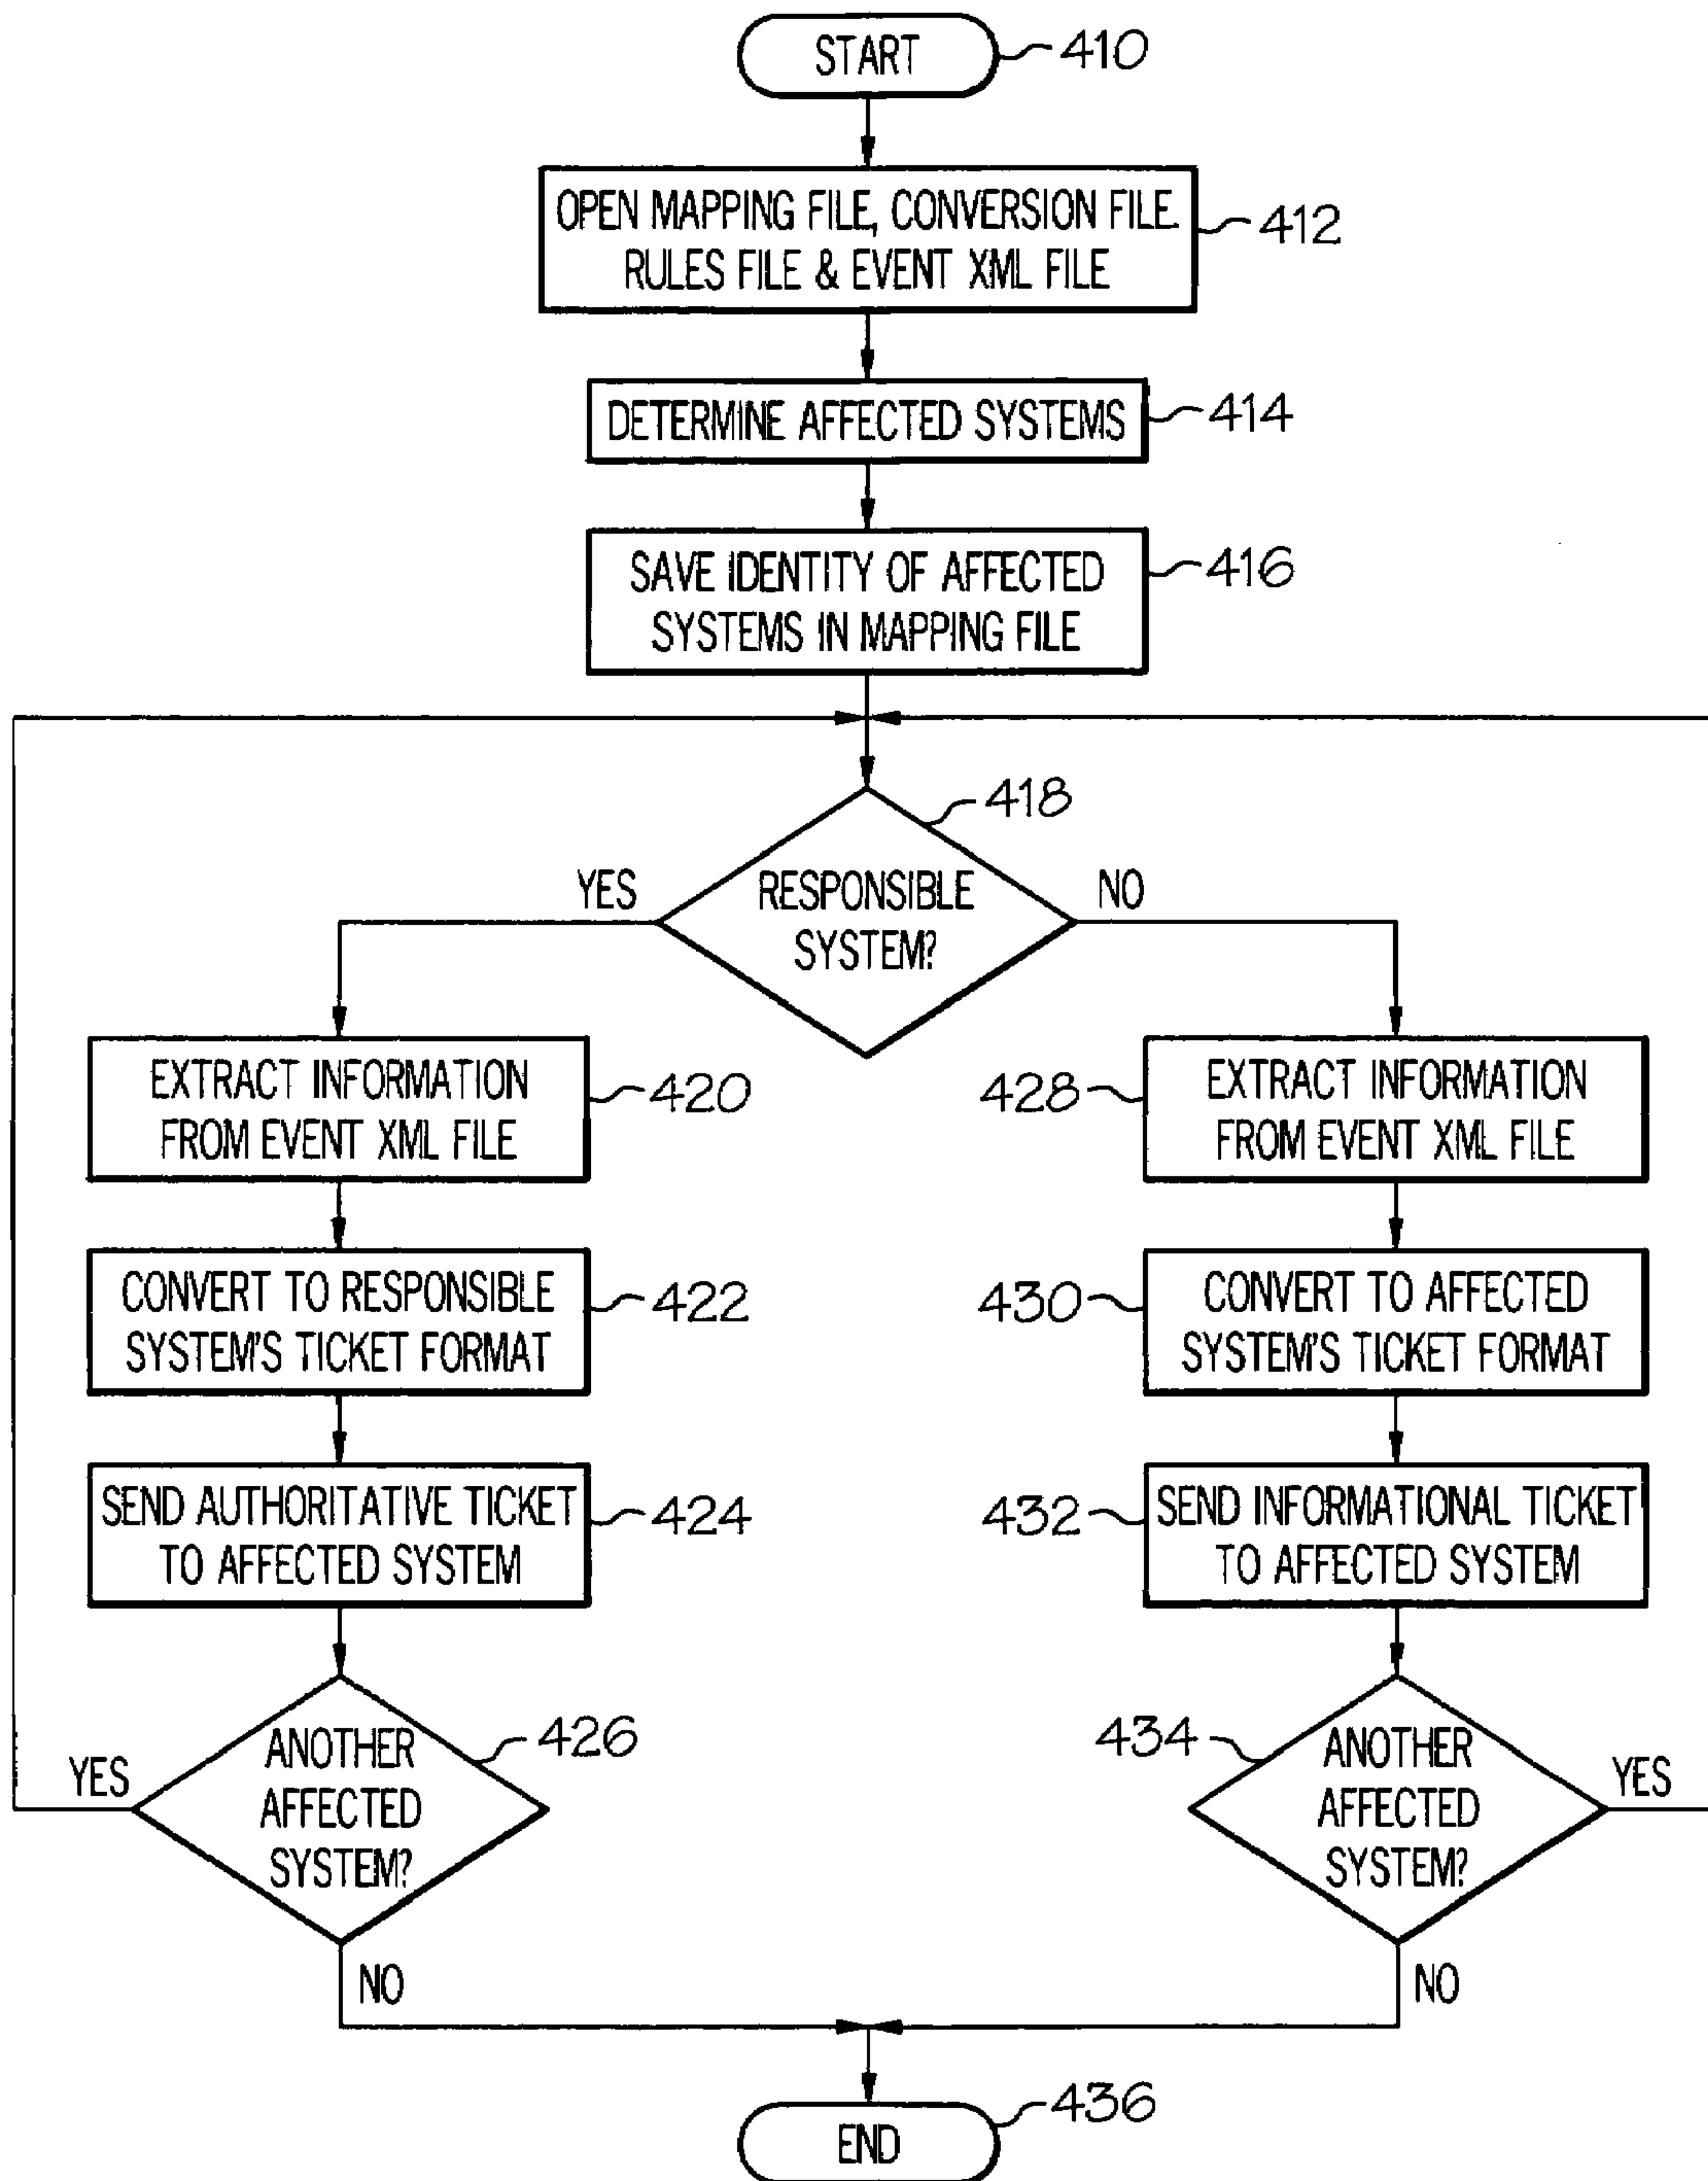 START
410
OPEN MAPPING FILE, CONVERSION FILE.
RULES FILE & EVENT XML FILE
412
DETERMINE AFFECTED SYSTEMS
414
SAVE IDENTITY OF AFFECTED
SYSTEMS IN MAPPING FILE
416
418
RESPONSIBLE
SYSTEM?
YES
NO
EXTRACT INFORMATION
FROM EVENT XML FILE
420
CONVERT TO RESPONSIBLE
SYSTEM'S TICKET FORMAT
422
SEND AUTHORITATIVE TICKET
TO AFFECTED SYSTEM
424
ANOTHER
AFFECTED
SYSTEM?
426
YES
NO
428
EXTRACT INFORMATION
FROM EVENT XML FILE
430
CONVERT TO AFFECTED
SYSTEM'S TICKET FORMAT
432
SEND INFORMATIONAL TICKET
TO AFFECTED SYSTEM
434
ANOTHER
AFFECTED
SYSTEM?
YES
NO
END
436